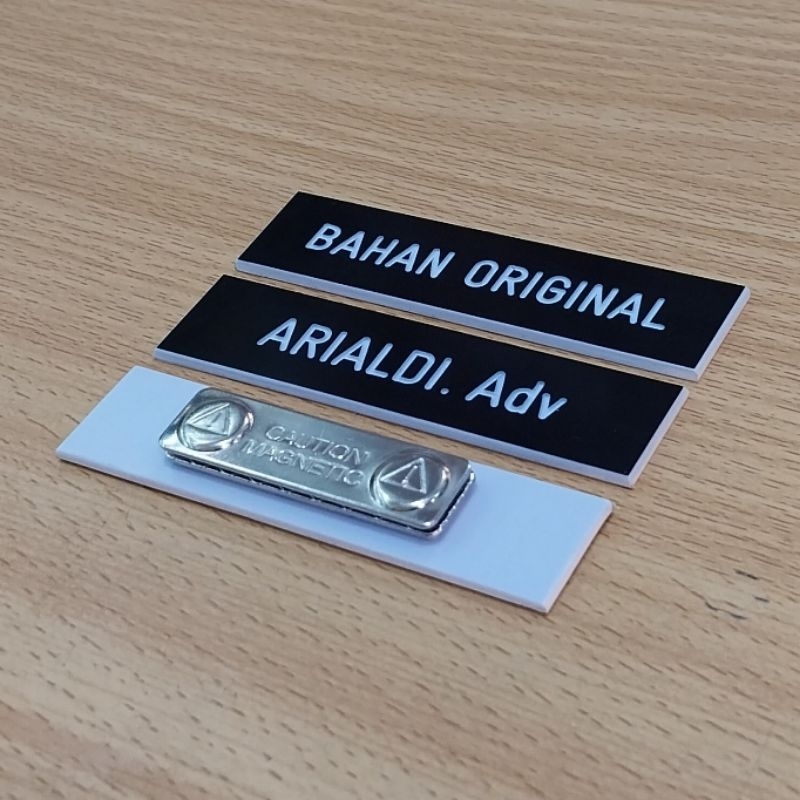 BAHAN ORIGINAL
ARIALDI. Adv
CAUTION
MAGNETIC